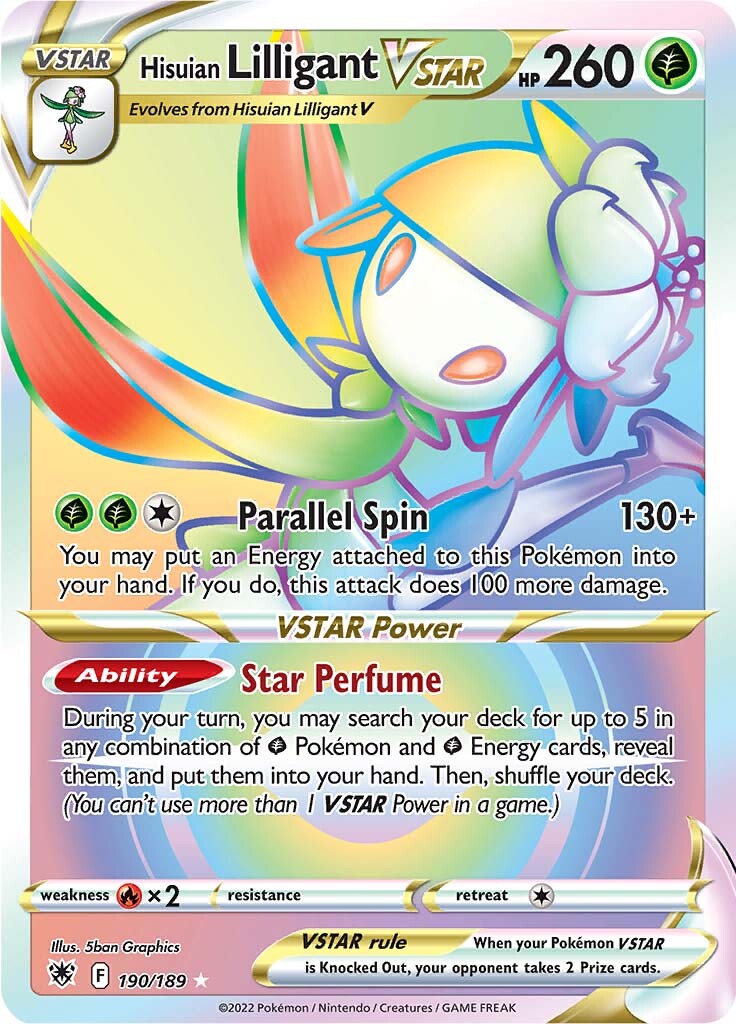 VSTAR
Hisuian Lilligant VSTAR HP 260
Evolves from Hisuian Lilligant V
Parallel Spin 130+
You may put an Energy attached to this Pokémon into
your hand. If you do, this attack does 100 more damage.
VSTAR Power
Ability Star Perfume
During your turn, you may search your deck for up to 5 in
any combination of Pokémon and Energy cards, reveal
them, and put them into your hand. Then, shuffle your deck.
(You can't use more than 1 VSTAR Power in a game.)
weakness ×2 resistance retreat
Illus. 5ban Graphics
F 190/189
VSTAR rule When your Pokémon VSTAR
is Knocked Out, your opponent takes 2 Prize cards.
©2022 Pokémon / Nintendo / Creatures / GAME FREAK